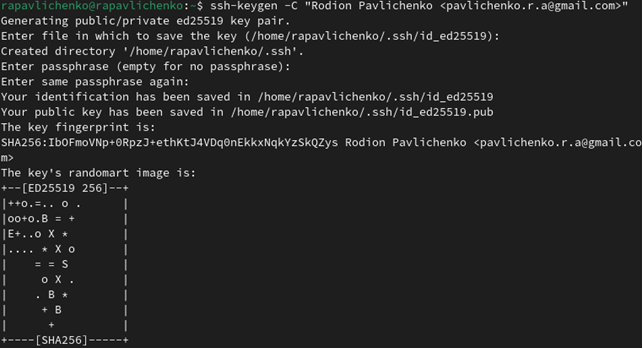 rapavlichenko@rapavlichenko:~$ ssh-keygen -C "Rodion Pavlichenko <pavlichenko.r.a@gmail.com>"
Generating public/private ed25519 key pair.
Enter file in which to save the key (/home/rapavlichenko/.ssh/id_ed25519):
Created directory '/home/rapavlichenko/.ssh'.
Enter passphrase (empty for no passphrase):
Enter same passphrase again:
Your identification has been saved in /home/rapavlichenko/.ssh/id_ed25519
Your public key has been saved in /home/rapavlichenko/.ssh/id_ed25519.pub
The key fingerprint is:
SHA256:IbOFmoVNp+0RpzJ+ethKtJ4VDq0nEkkxNqkYzSkQZys Rodion Pavlichenko <pavlichenko.r.a@gmail.co
m>
The key's randomart image is:
+--[ED25519 256]--+
|++o.=.. o .      |
|oo+o.B = +       |
|E+..o X *        |
|.... * X o       |
|    = = S        |
|     o X .       |
|    . B *        |
|     + B         |
|      +          |
+----[SHA256]-----+